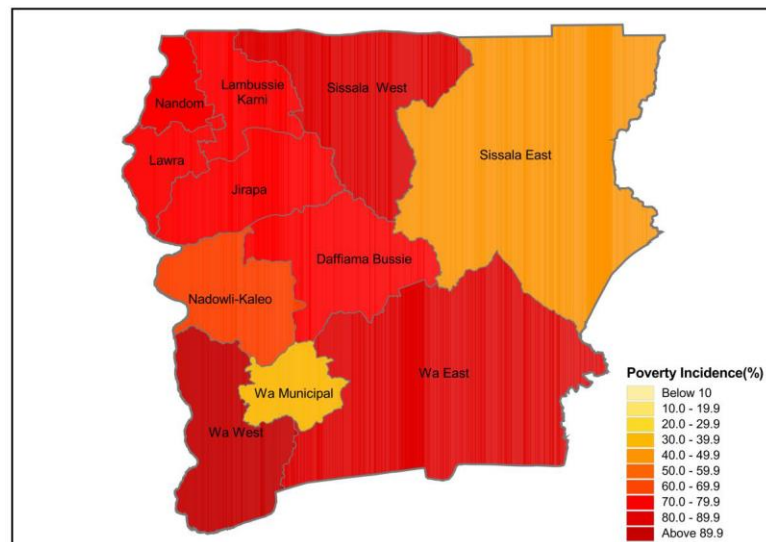 Nandom
Lambussie
Karni
Sissala West
Lawra
Jirapa
Sissala East
Daffiama Bussie
Nadowli-Kaleo
Wa Municipal
Wa East
Wa West
Poverty Incidence(%)
Below 10
10.0 - 19.9
20.0 - 29.9
30.0 - 39.9
40.0 - 49.9
50.0 - 59.9
60.0 - 69.9
70.0 - 79.9
80.0 - 89.9
Above 89.9